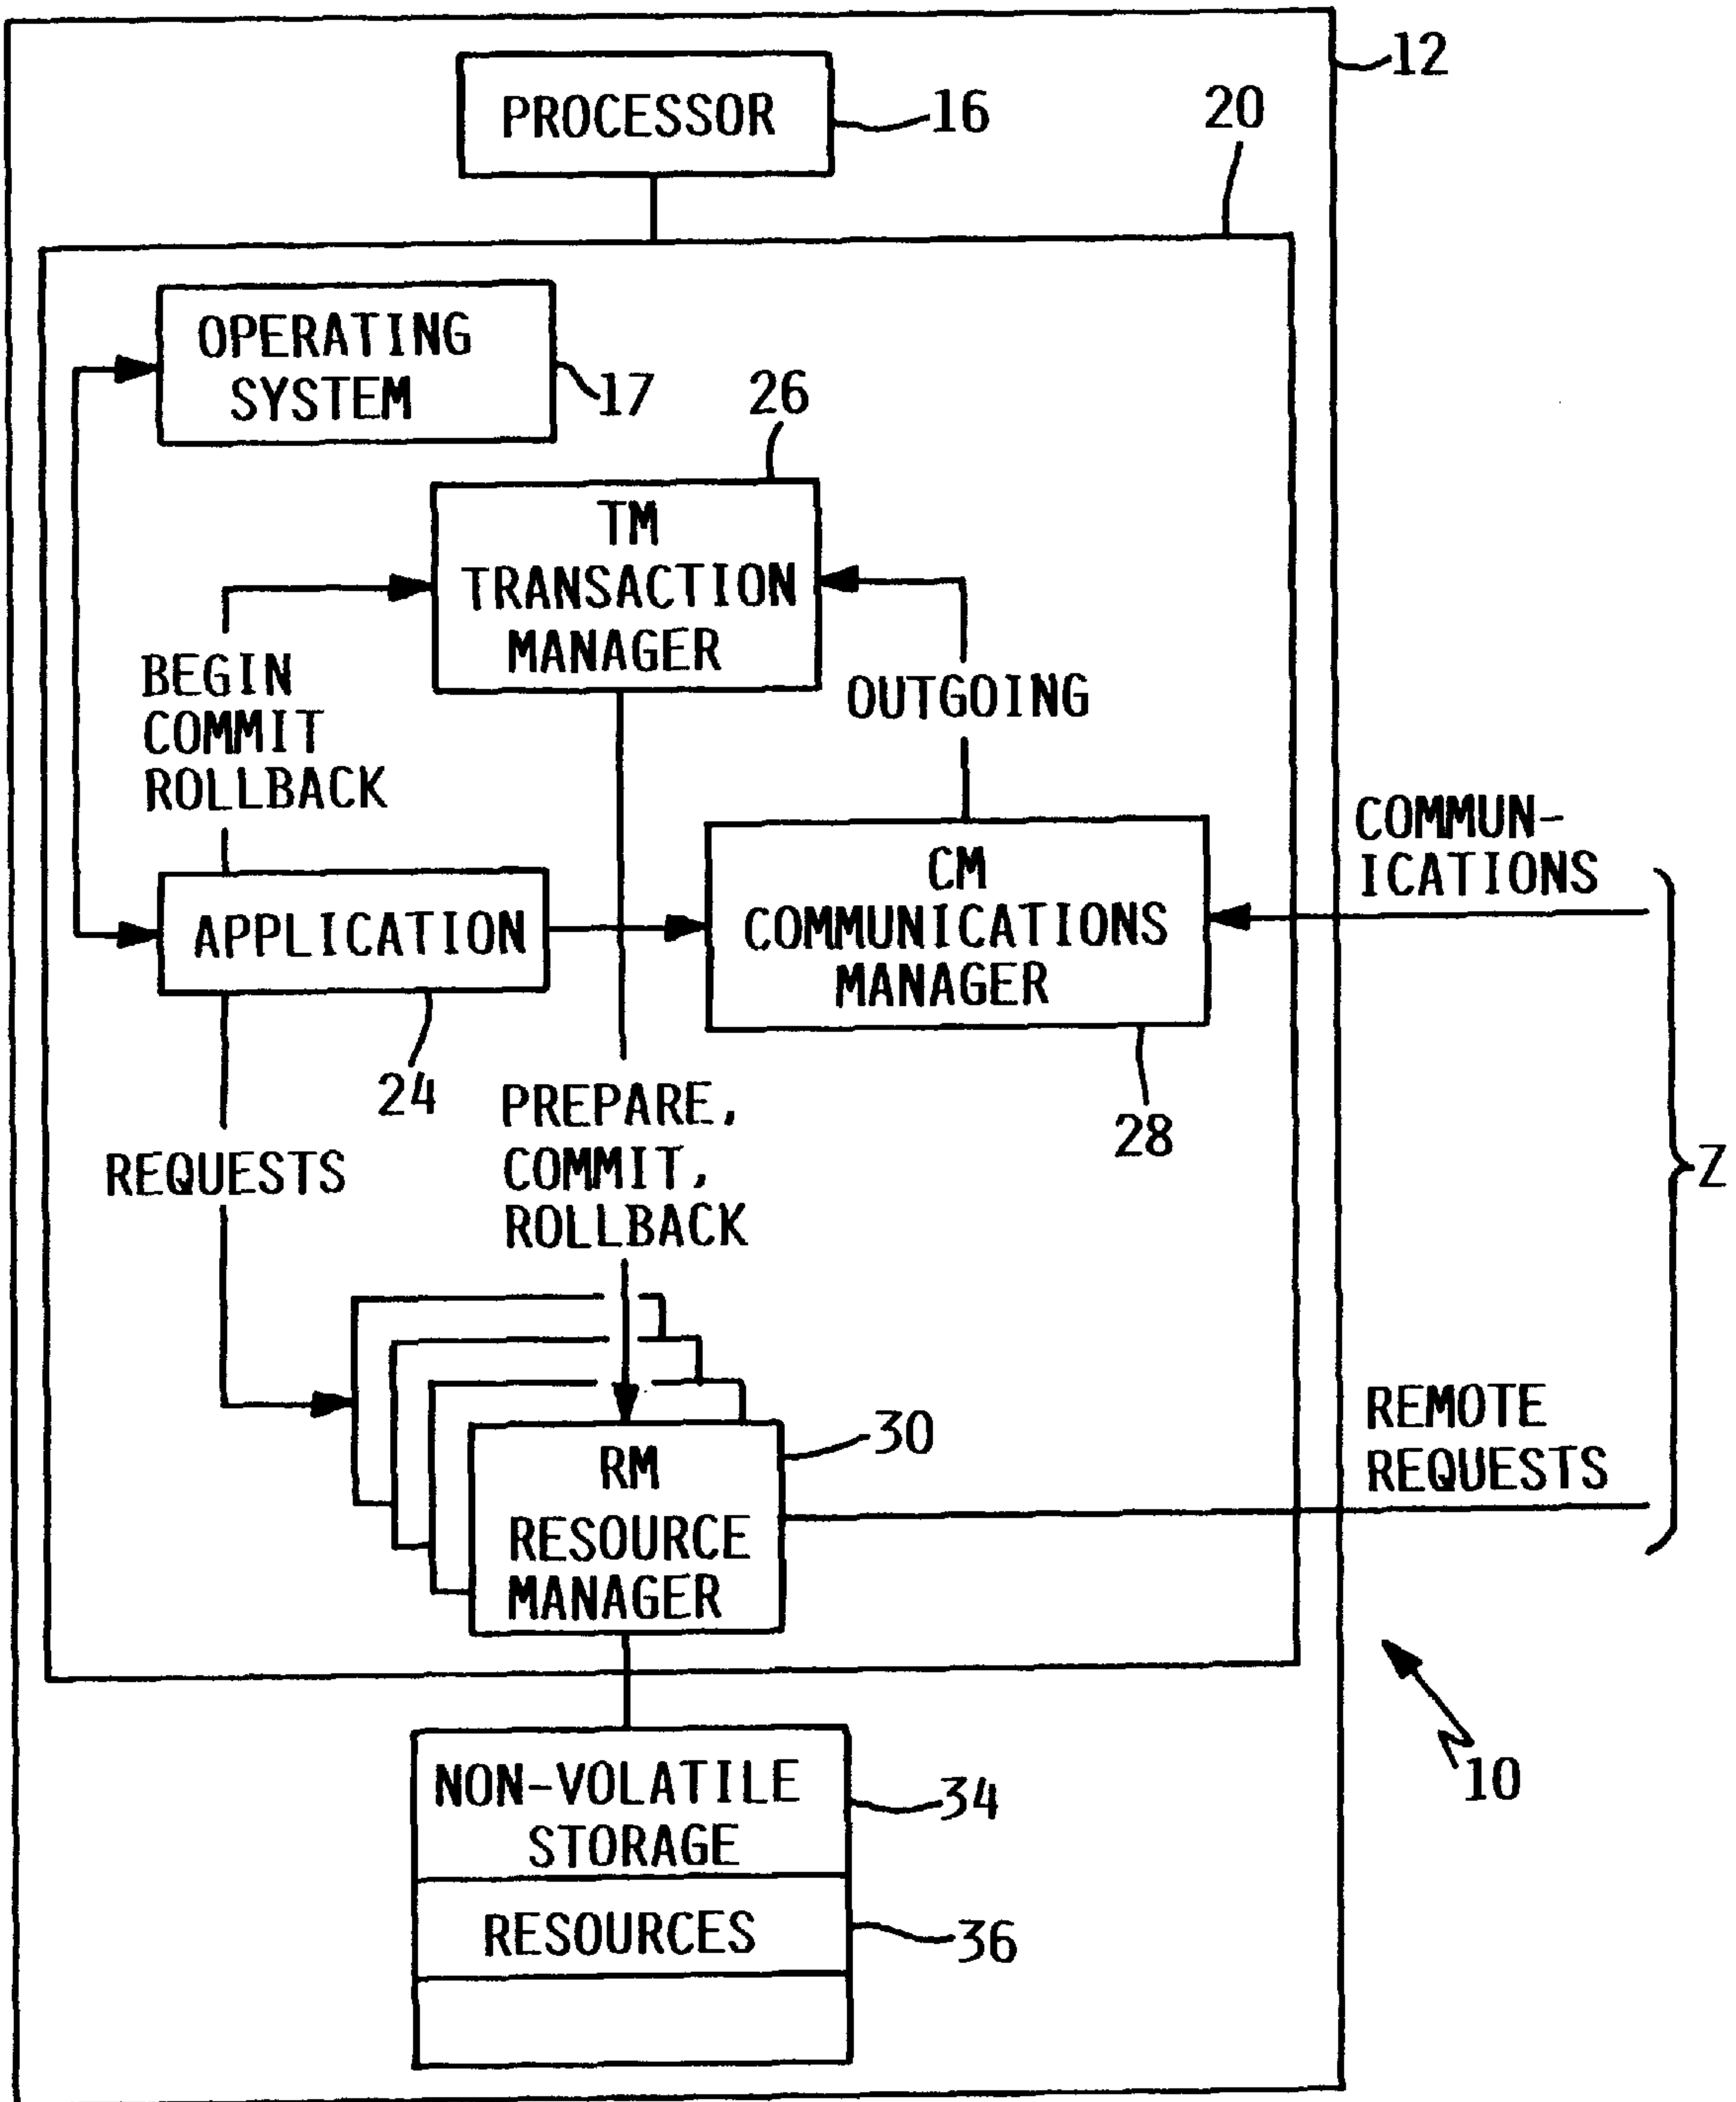 12
PROCESSOR
16
20
OPERATING
SYSTEM
17
26
TM
TRANSACTION
MANAGER
BEGIN
COMMIT
ROLLBACK
OUTGOING
COMMUN-
ICATIONS
CM
COMMUNICATIONS
MANAGER
APPLICATION
24
28
PREPARE,
COMMIT,
ROLLBACK
REQUESTS
Z
REMOTE
REQUESTS
30
RM
RESOURCE
MANAGER
10
NON-VOLATILE
STORAGE
34
RESOURCES
36